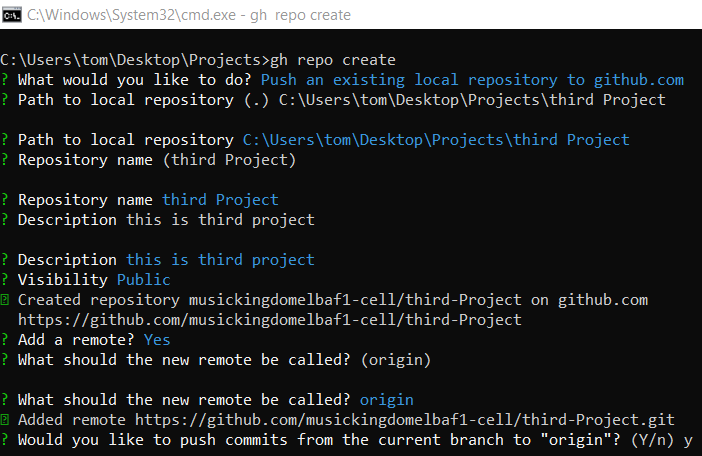 C:\Windows\System32\cmd.exe - gh  repo create
C:\Users\tom\Desktop\Projects>gh repo create
? What would you like to do? Push an existing local repository to github.com
? Path to local repository (.) C:\Users\tom\Desktop\Projects\third Project
? Path to local repository C:\Users\tom\Desktop\Projects\third Project
? Repository name (third Project)
? Repository name third Project
? Description this is third project
? Description this is third project
? Visibility Public
Created repository musickingdomelbaf1-cell/third-Project on github.com
https://github.com/musickingdomelbaf1-cell/third-Project
? Add a remote? Yes
? What should the new remote be called? (origin)
? What should the new remote be called? origin
Added remote https://github.com/musickingdomelbaf1-cell/third-Project.git
? Would you like to push commits from the current branch to "origin"? (Y/n) y